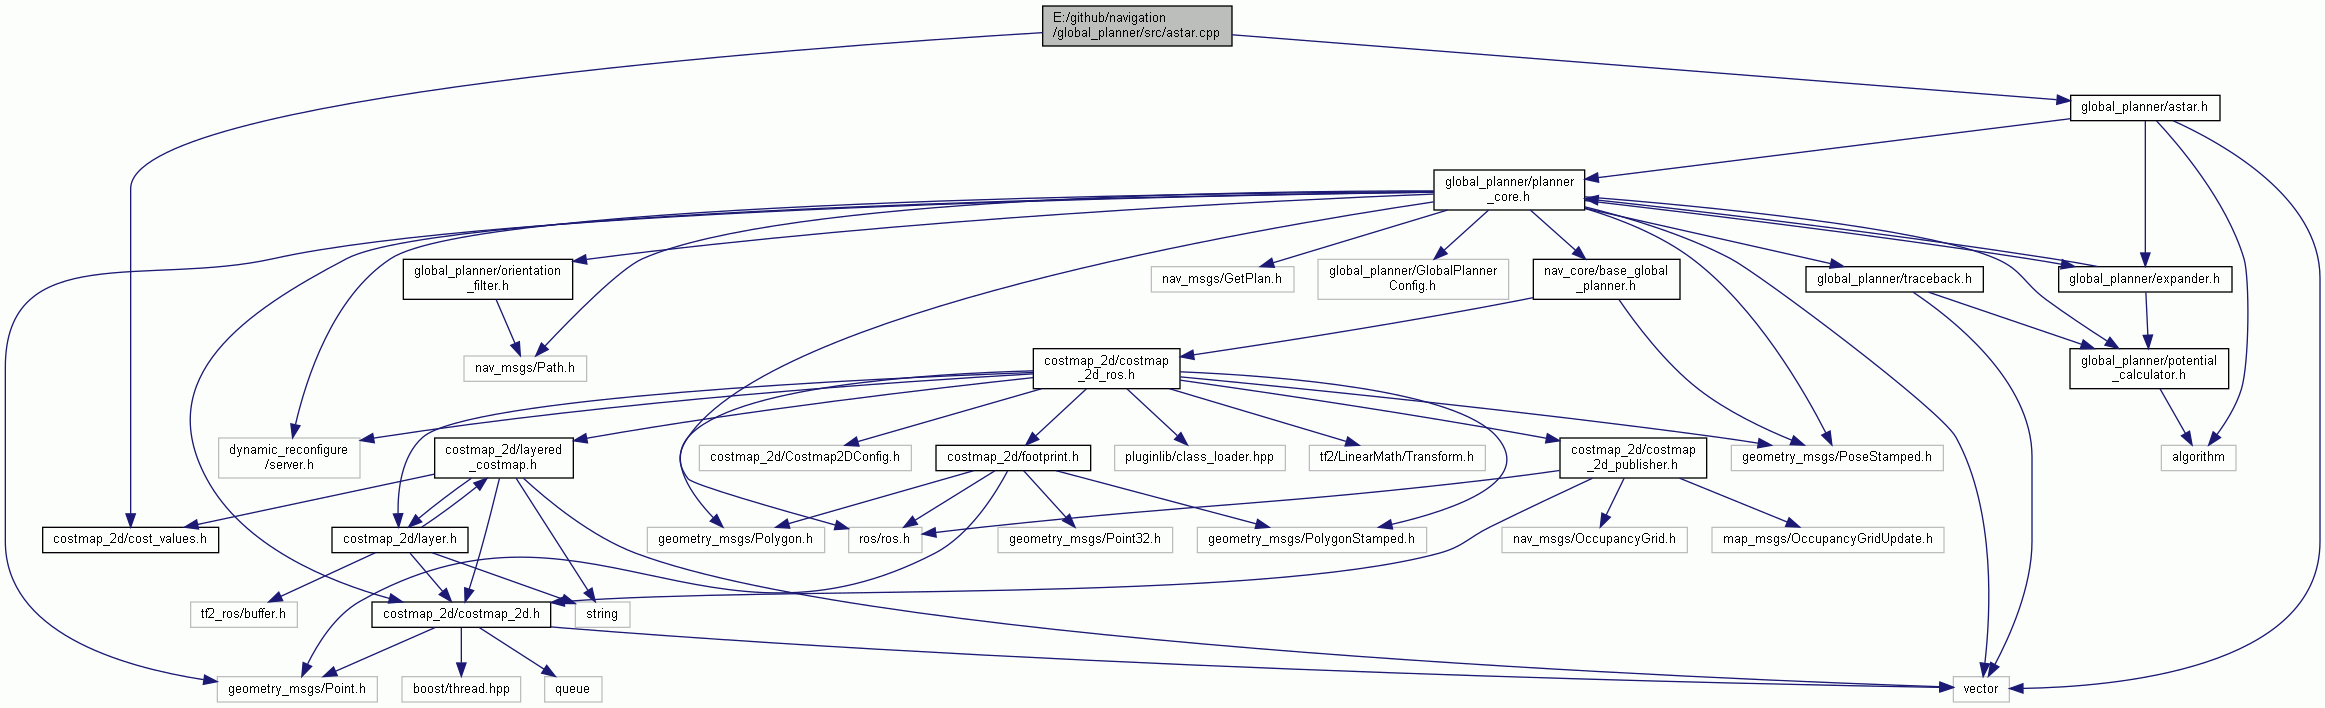 E:/github/navigation
/global_planner/src/astar.cpp
global_planner/astar.h
global_planner/planner
_core.h
global_planner/orientation
_filter.h
nav_msgs/GetPlan.h
global_planner/GlobalPlanner
Config.h
nav_core/base_global
_planner.h
global_planner/traceback.h
global_planner/expander.h
nav_msgs/Path.h
costmap_2d/costmap
_2d_ros.h
global_planner/potential
_calculator.h
dynamic_reconfigure
/server.h
costmap_2d/layered
_costmap.h
costmap_2d/Costmap2DConfig.h
costmap_2d/footprint.h
pluginlib/class_loader.hpp
tf2/LinearMath/Transform.h
costmap_2d/costmap
_2d_publisher.h
geometry_msgs/PoseStamped.h
algorithm
costmap_2d/cost_values.h
costmap_2d/layer.h
geometry_msgs/Polygon.h
ros/ros.h
geometry_msgs/Point32.h
geometry_msgs/PolygonStamped.h
nav_msgs/OccupancyGrid.h
map_msgs/OccupancyGridUpdate.h
tf2_ros/buffer.h
costmap_2d/costmap_2d.h
string
geometry_msgs/Point.h
boost/thread.hpp
queue
vector